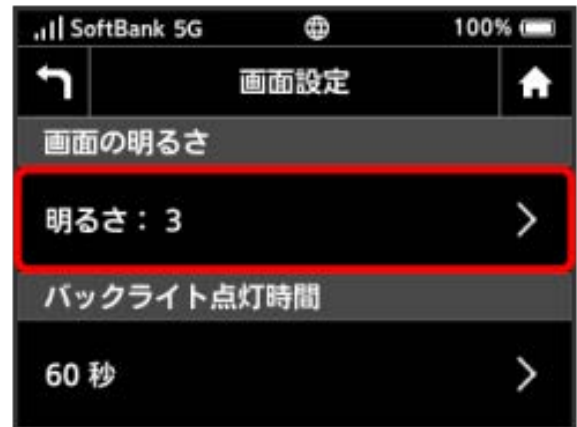 SoftBank 5G 100%
画面設定
画面の明るさ
明るさ： 3
バックライト点灯時間
60 秒